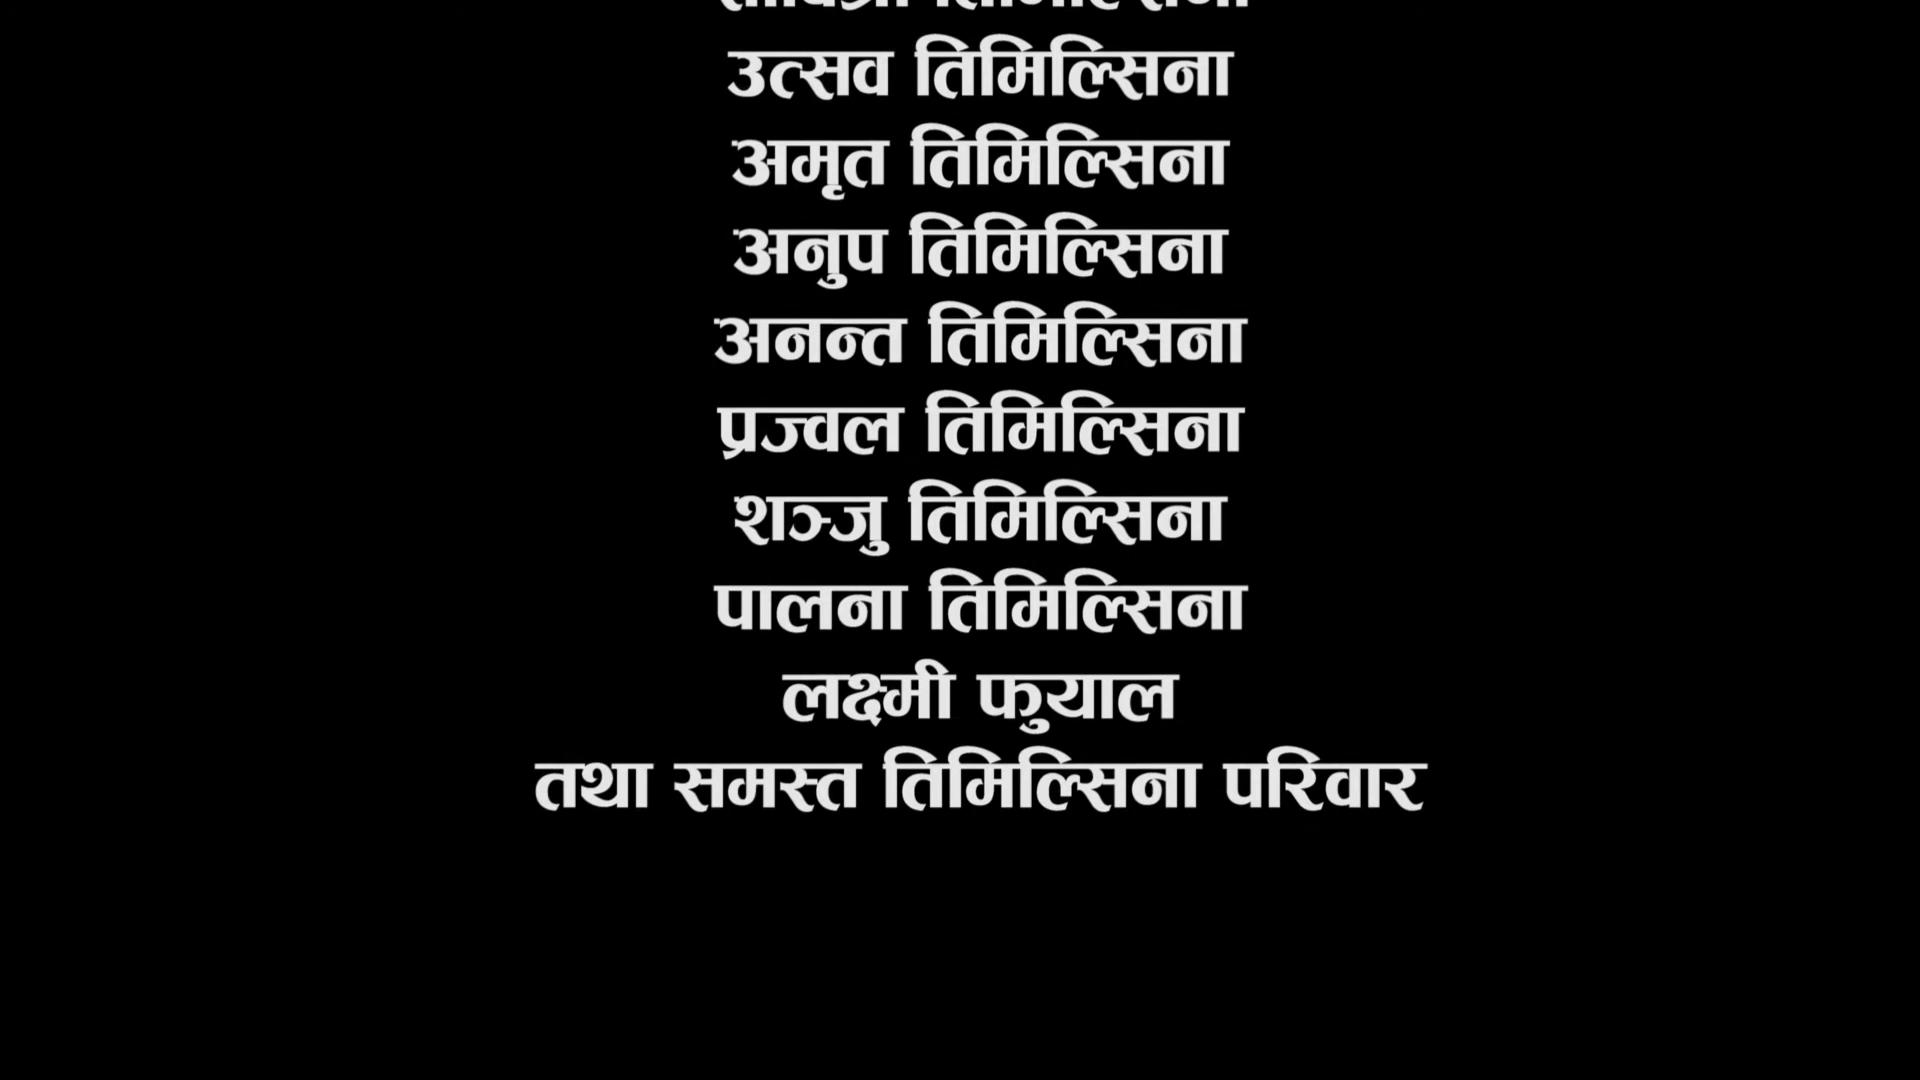 उत्सव तिमिल्सिना
अमृत तिमिल्सिना
अनुप तिमिल्सिना
अनन्त तिमिल्सिना
प्रज्वल तिमिल्सिना
शञ्जु तिमिल्सिना
पालना तिमिल्सिना
लक्ष्मी फुयाल
तथा समस्त तिमिल्सिना परिवार